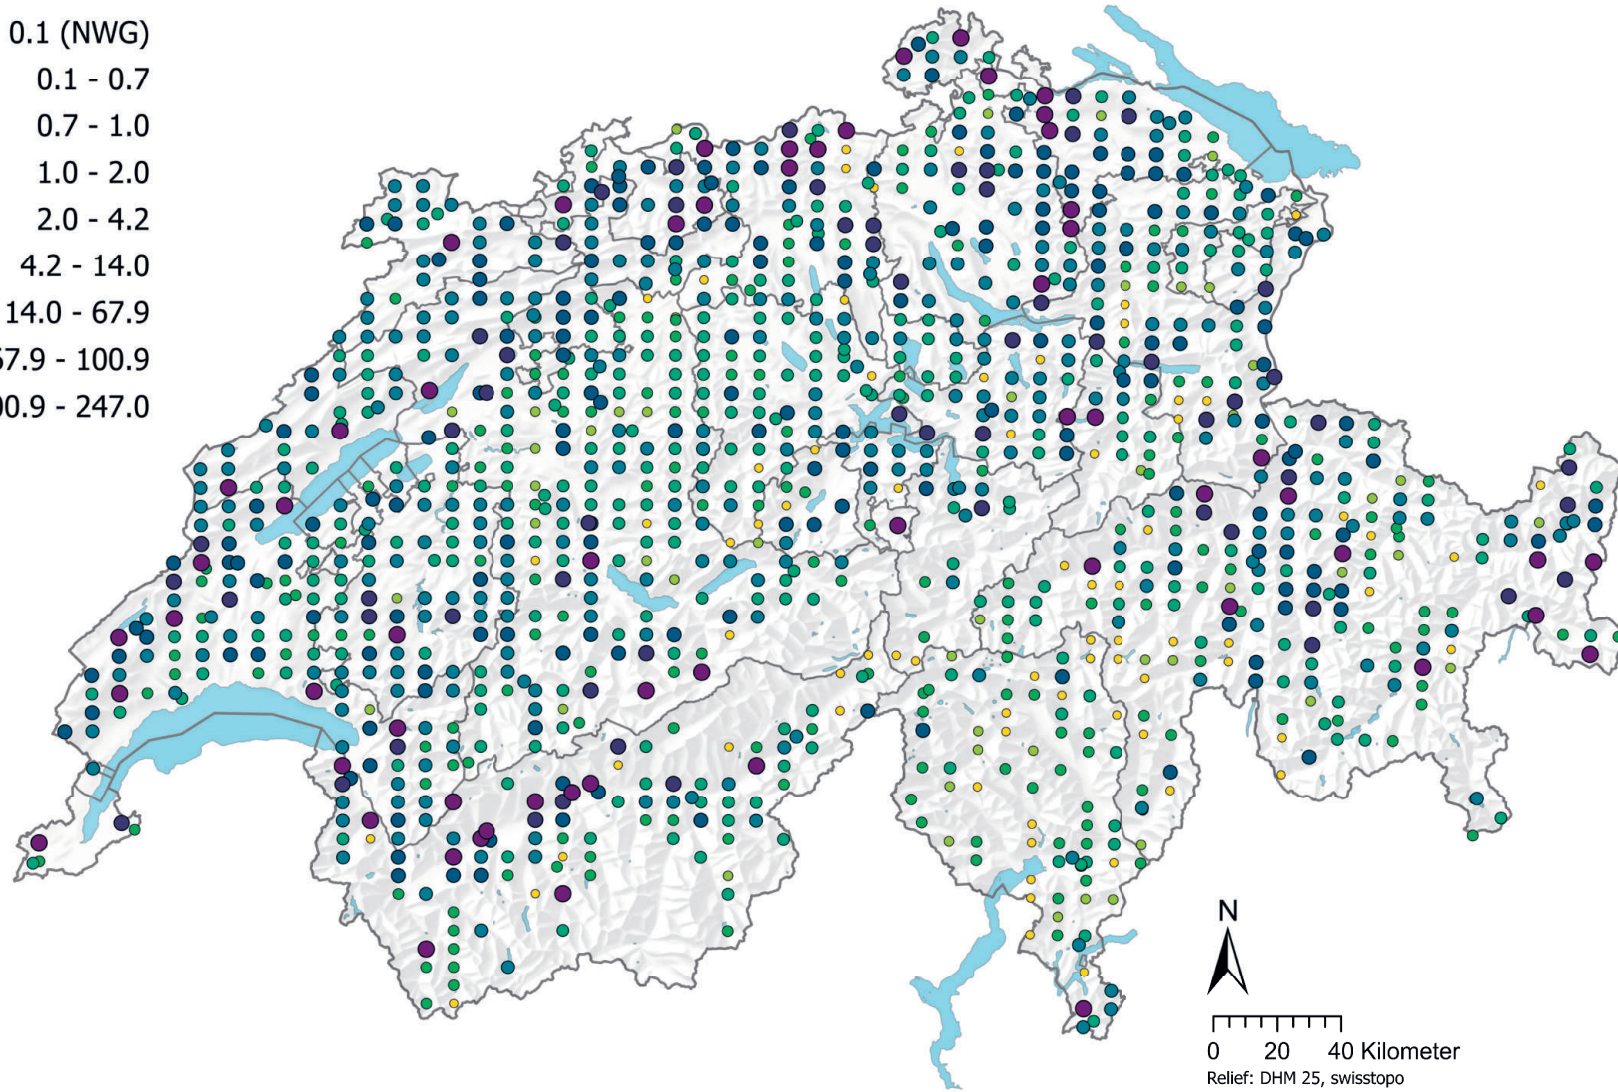 0.1 (NWG)
0.1 - 0.7
0.7 - 1.0
1.0 - 2.0
2.0 - 4.2
4.2 - 14.0
14.0 - 67.9
67.9 - 100.9
00.9 - 247.0
N
0 20 40 Kilometer
Relief: DHM 25, swisstopo